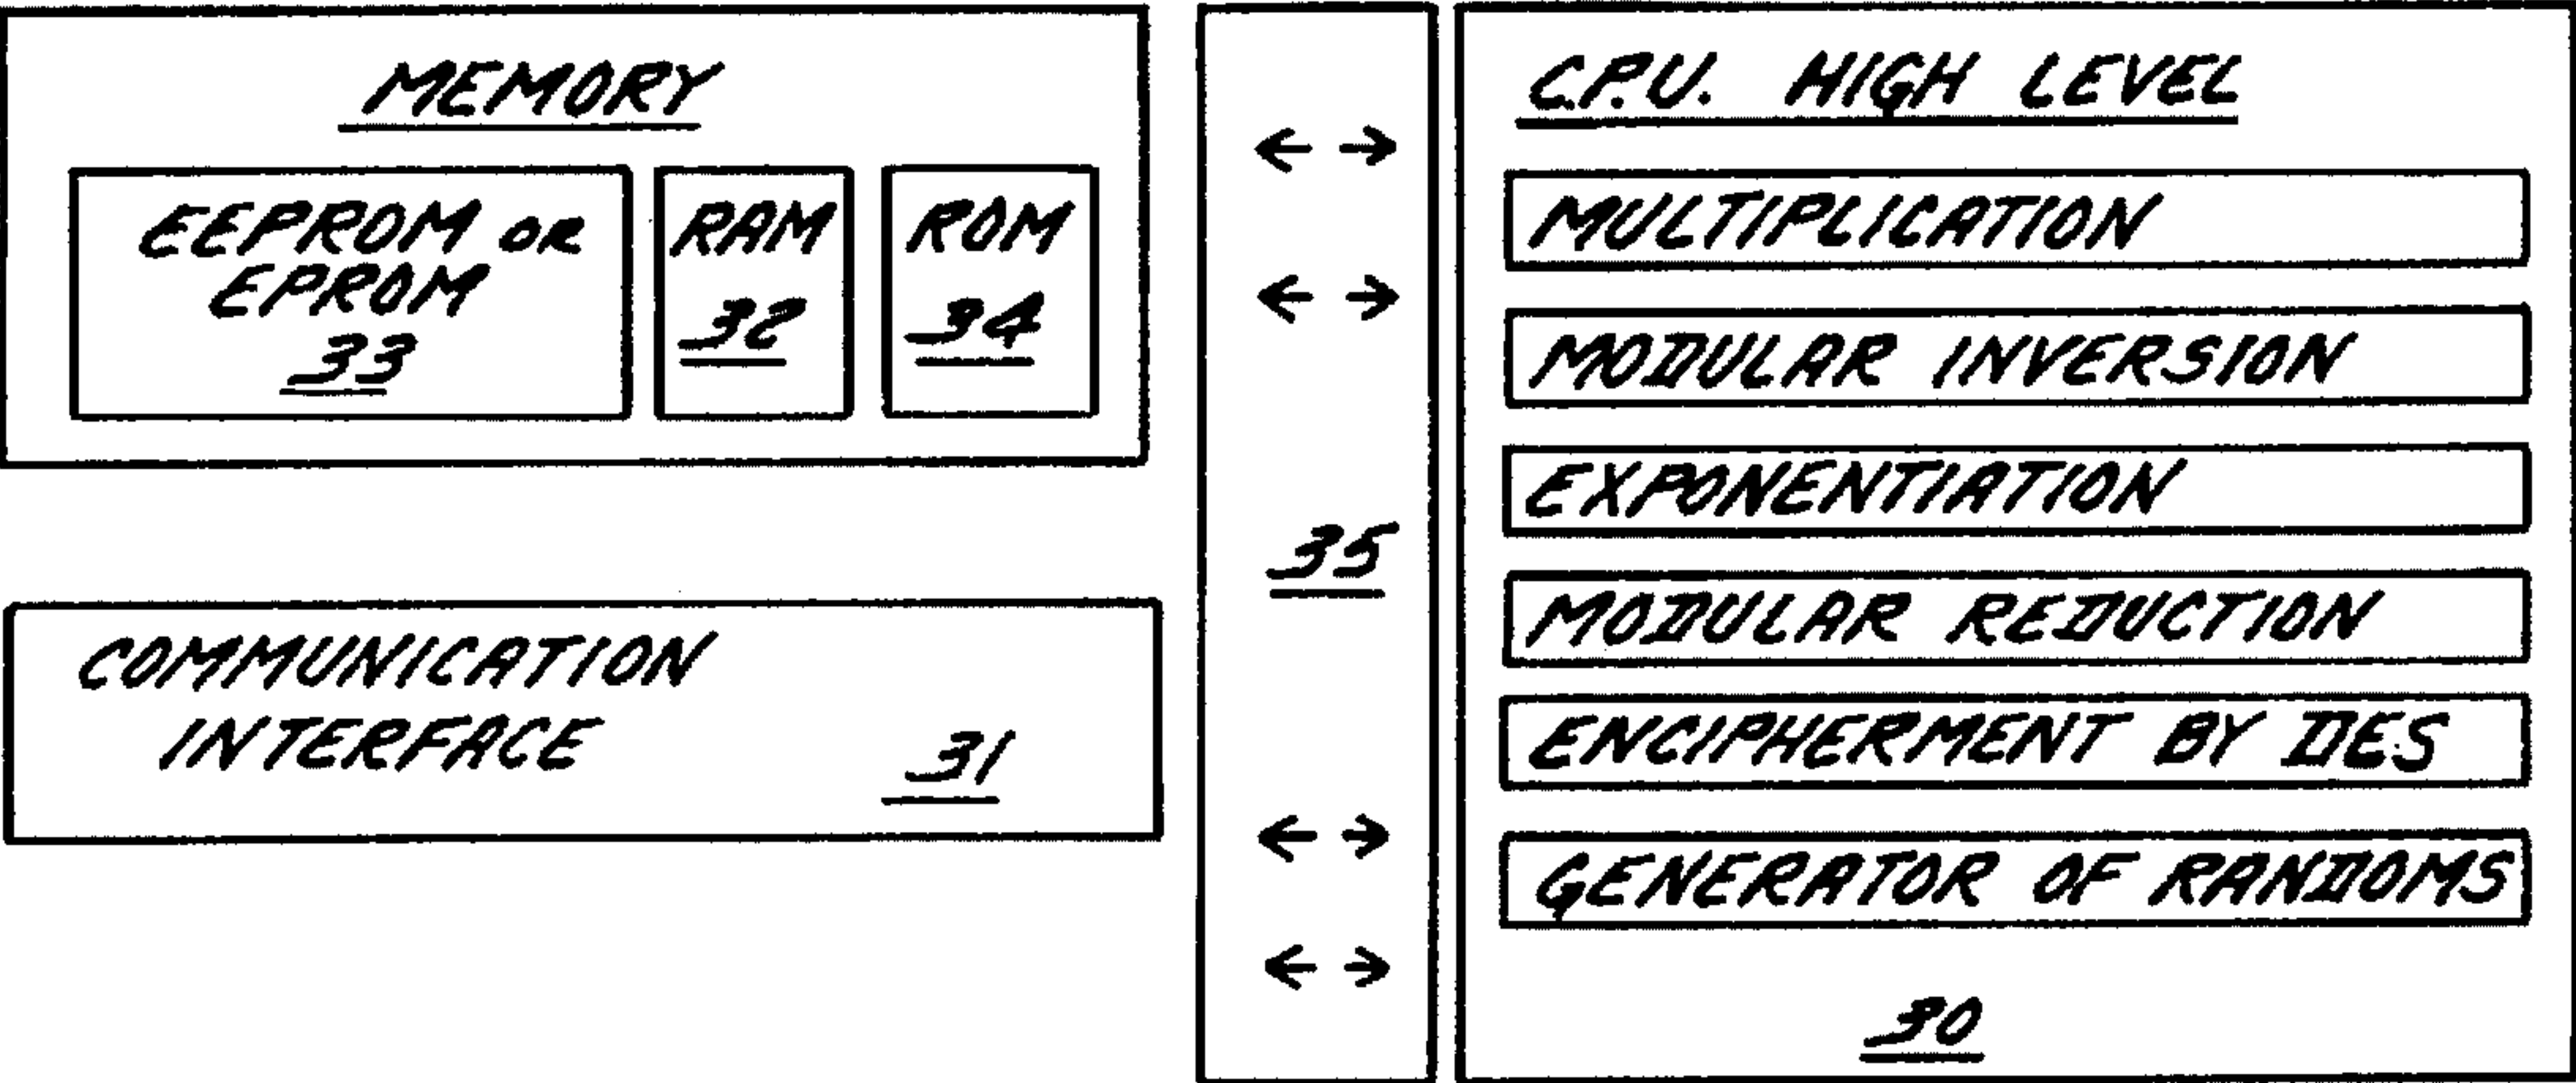 MEMORY
EEPROM OR
EPROM
33
RAM
32
ROM
34
COMMUNICATION
INTERFACE
31
35
C.P.U. HIGH LEVEL
MULTIPLICATION
MODULAR INVERSION
EXPONENTIATION
MODULAR REDUCTION
ENCIPHERMENT BY DES
GENERATOR OF RANDOMS
30